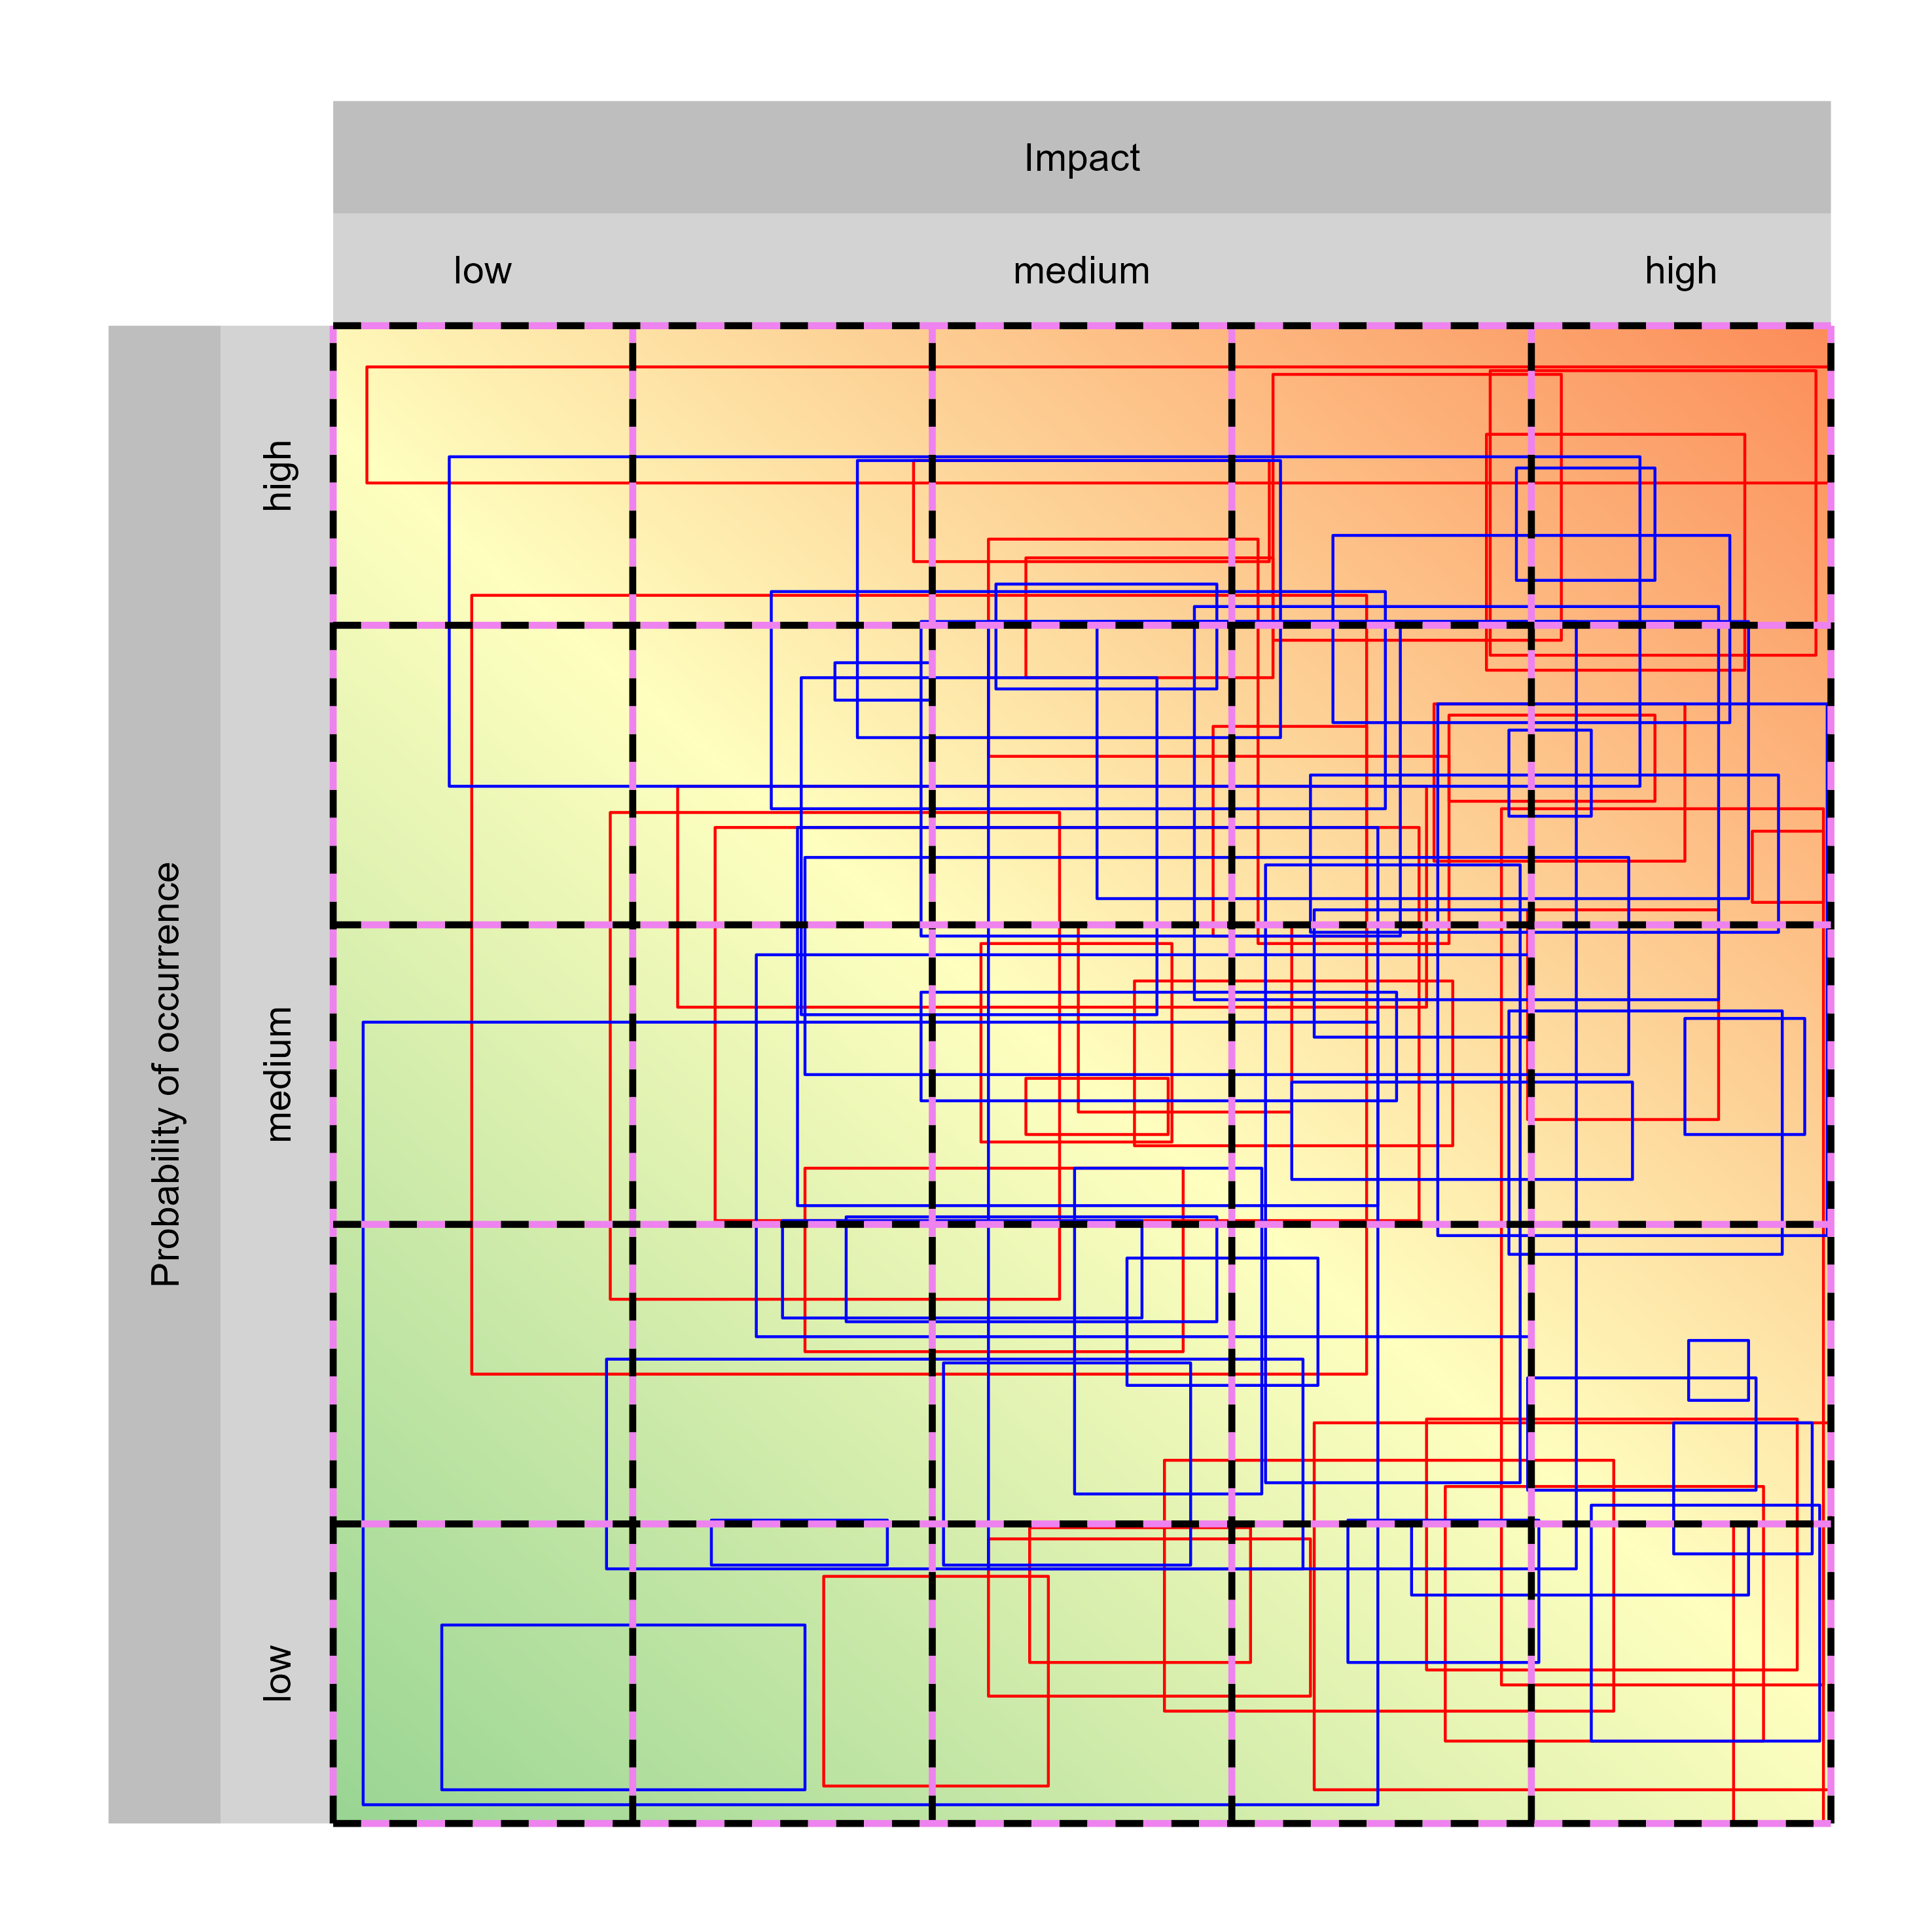 Impact
low
medium
high
Probability of occurrence
high
medium
low